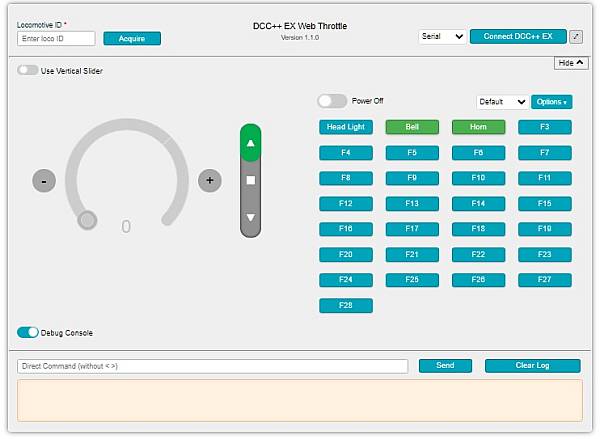 Locomotive ID *
DCC++ EX Web Throttle
Version 1.1.0
Enter loco ID
Acquire
Serial
Connect DCC++ EX
Hide
Use Vertical Slider
Power Off
Default
Options
Head Light Bell Horn F3
F4 F5 F6 F7
F8 F9 F10 F11
F12 F13 F14 F15
F16 F17 F18 F19
F20 F21 F22 F23
F24 F25 F26 F27
F28
-
+
0
Debug Console
Direct Command (without < >)
Send
Clear Log